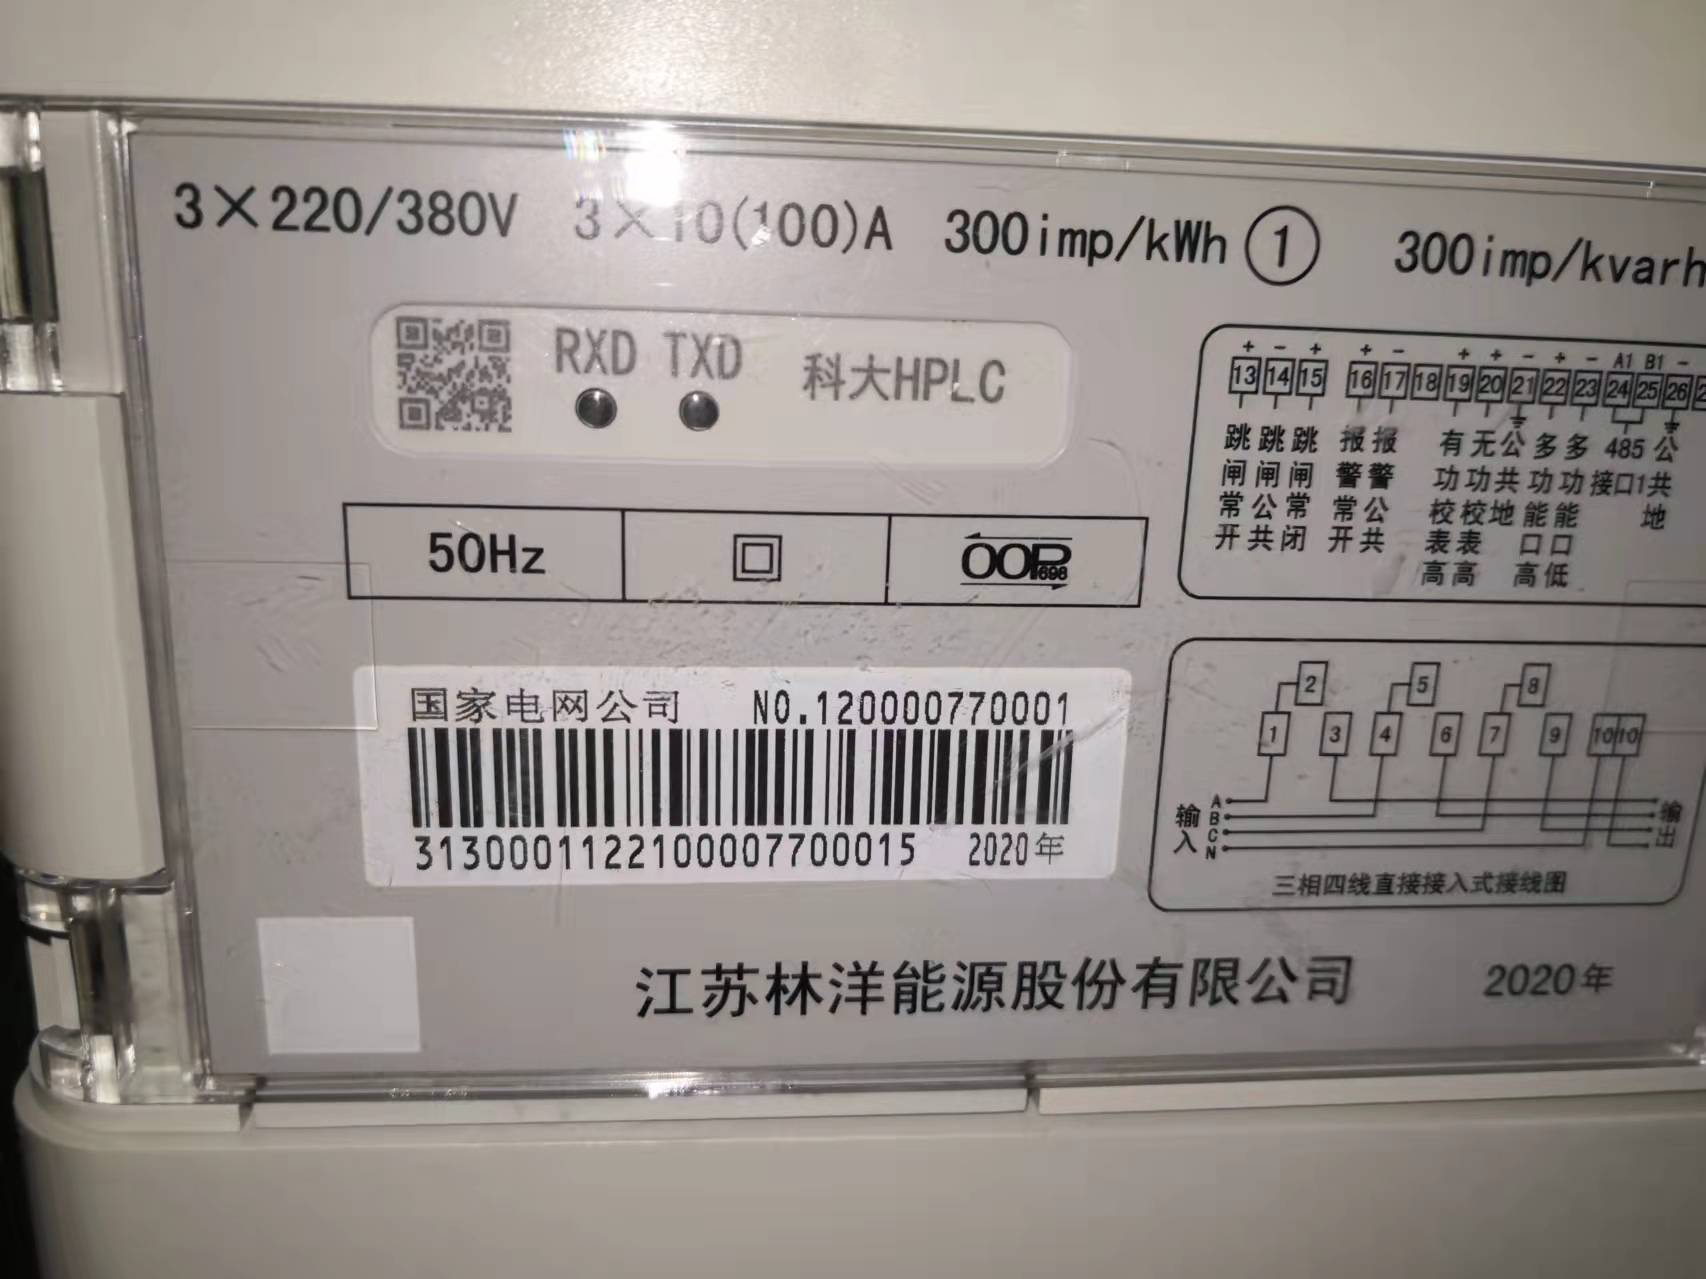 3×220/380V 3×10(100)A 300imp/kWh ① 300imp/kvarh
RXD TXD 科大HPLC
50Hz
OOP
698
国家电网公司 NO.120000770001
3130001122100007700015 2020年
+ - + + - + + - + - A1 B1 -
13 14 15 16 17 18 19 20 21 22 23 24 25 26
跳跳跳 报报 有无公多多 485公
闸闸闸 警警 功功共功功接口1共
常公常 常公 校校地能能 地
开共闭 开共 表表 口口
高高 高低
2 5 8
1 3 4 6 7 9 10 10
输入
A
B
C
N
输出
三相四线直接接入式接线图
江苏林洋能源股份有限公司 2020年